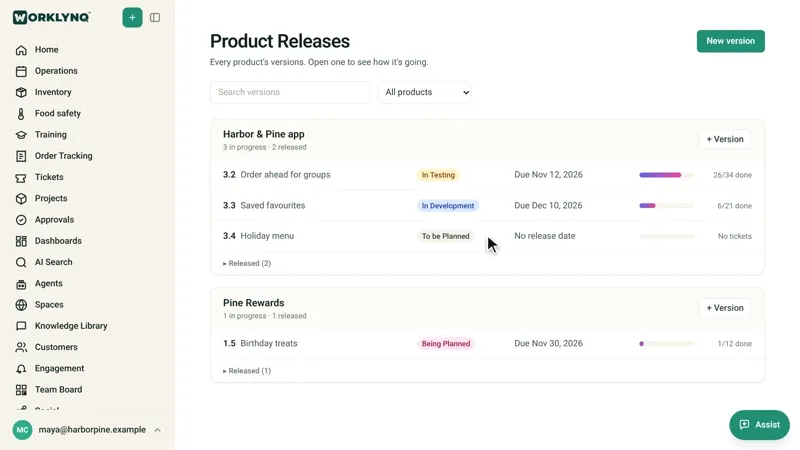 WORKLYNQ
+
Home
Operations
Inventory
Food safety
Training
Order Tracking
Tickets
Projects
Approvals
Dashboards
AI Search
Agents
Spaces
Knowledge Library
Customers
Engagement
Team Board
MC maya@harborpine.example
Product Releases
New version
Every product's versions. Open one to see how it's going.
Search versions
All products
Harbor & Pine app
3 in progress · 2 released
+ Version
3.2 Order ahead for groups In Testing Due Nov 12, 2026 26/34 done
3.3 Saved favourites In Development Due Dec 10, 2026 6/21 done
3.4 Holiday menu To be Planned No release date No tickets
▸ Released (2)
Pine Rewards
1 in progress · 1 released
+ Version
1.5 Birthday treats Being Planned Due Nov 30, 2026 1/12 done
▸ Released (1)
Assist